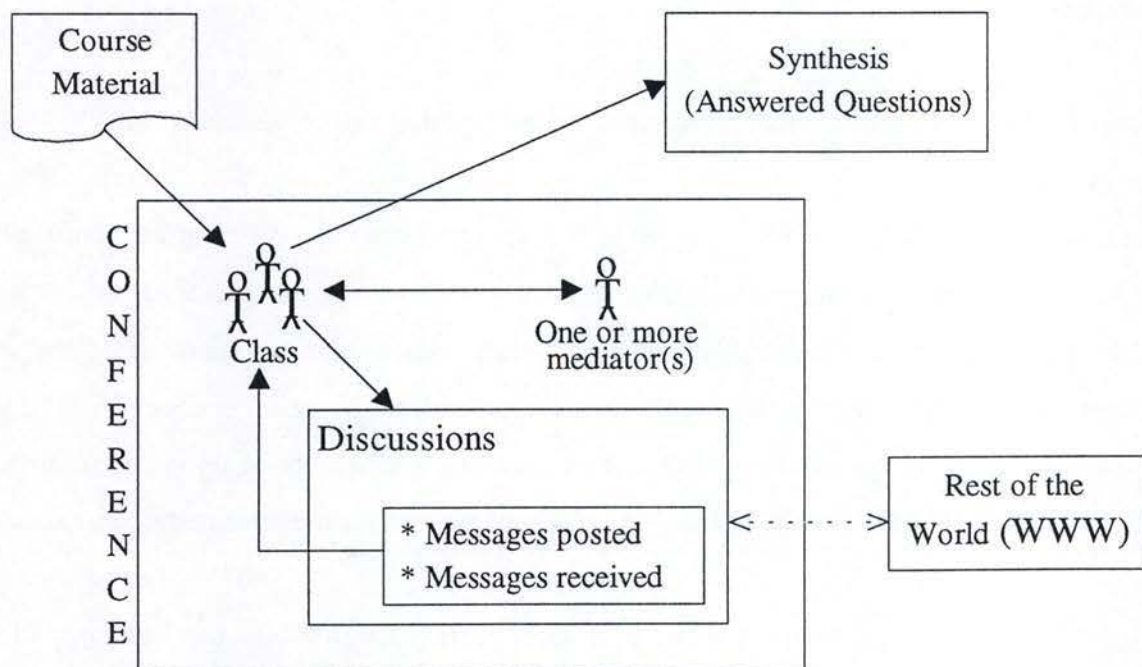 Course
Material
Synthesis
(Answered Questions)
CONFERENCE
Class
One or more
mediator(s)
Discussions
* Messages posted
* Messages received
Rest of the
World (WWW)